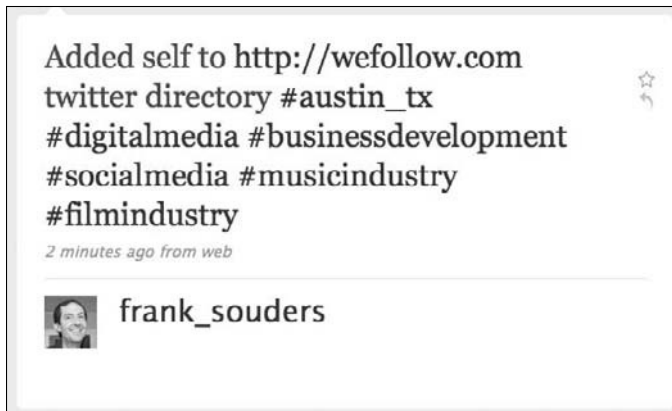 Added self to http://wefollow.com
twitter directory #austin_tx
#digitalmedia #businessdevelopment
#socialmedia #musicindustry
#filmindustry
2 minutes ago from web
frank_souders